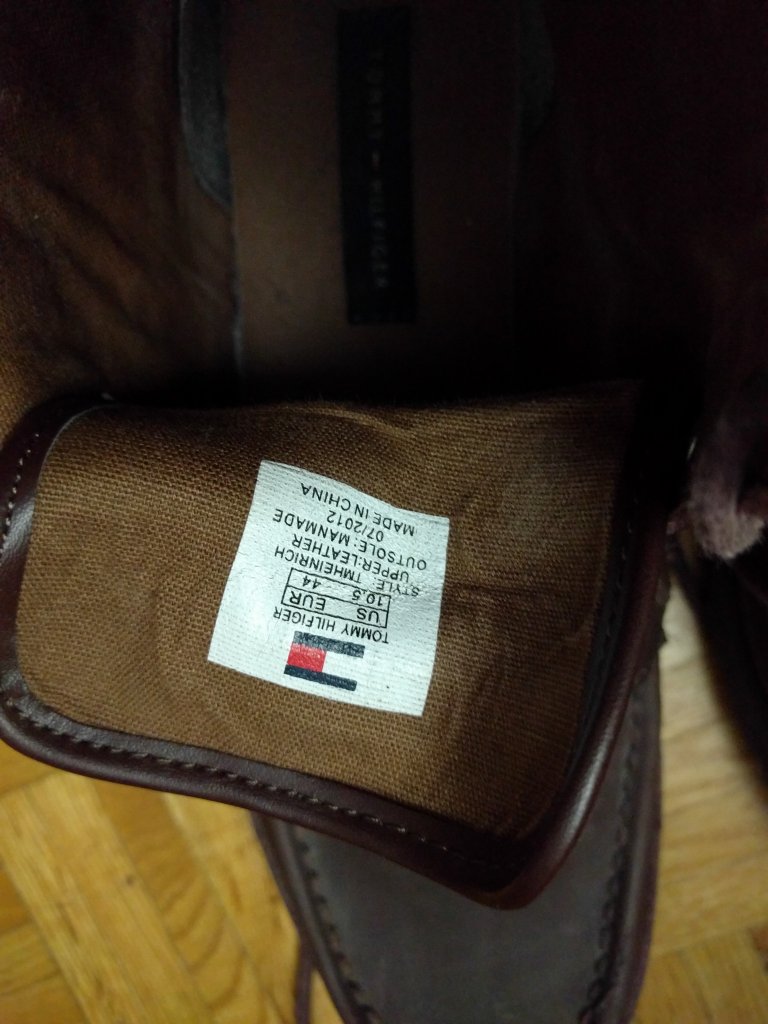 TOMMY HILFIGER
TOMMY HILFIGER
US EUR
10.5 44
STYLE: TMHEINRICH
UPPER:LEATHER
OUTSOLE: MANMADE
07/2012
MADE IN CHINA